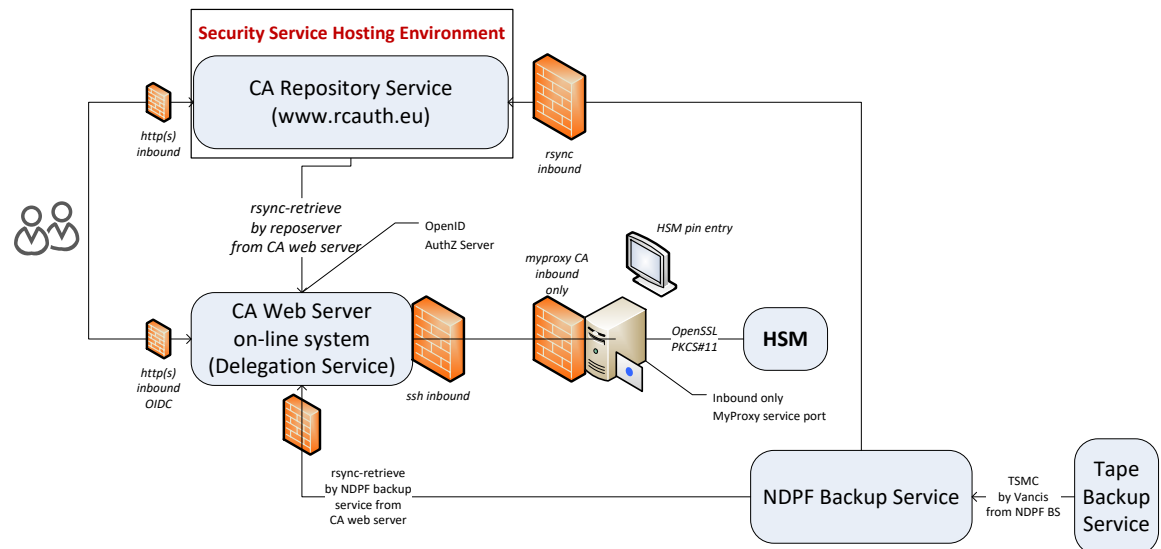 Security Service Hosting Environment
CA Repository Service
(www.rcauth.eu)
http(s)
inbound
rsync
inbound
rsync-retrieve
by reposerver
from CA web server
OpenID
AuthZ Server
HSM pin entry
myproxy CA
inbound
only
CA Web Server
on-line system
(Delegation Service)
OpenSSL
PKCS#11
HSM
http(s)
inbound
OIDC
ssh inbound
Inbound only
MyProxy service port
rsync-retrieve
by NDPF backup
service from
CA web server
NDPF Backup Service
TSMC
by Vancis
from NDPF BS
Tape
Backup
Service